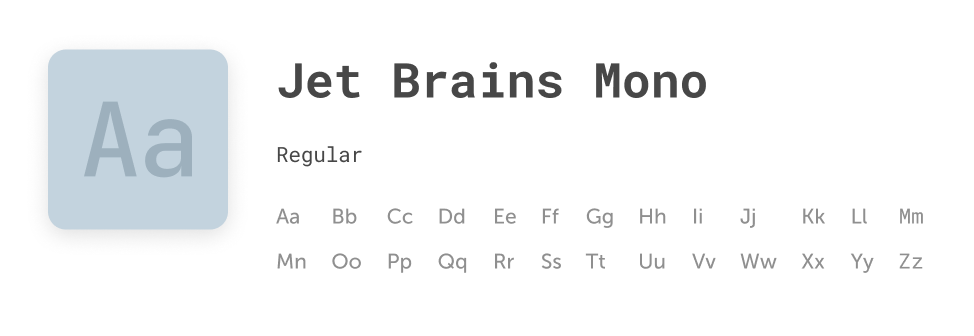 Aa
Jet Brains Mono
Regular
Aa Bb Cc Dd Ee Ff Gg Hh Ii Jj Kk Ll Mm
Mn Oo Pp Qq Rr Ss Tt Uu Vv Ww Xx Yy Zz